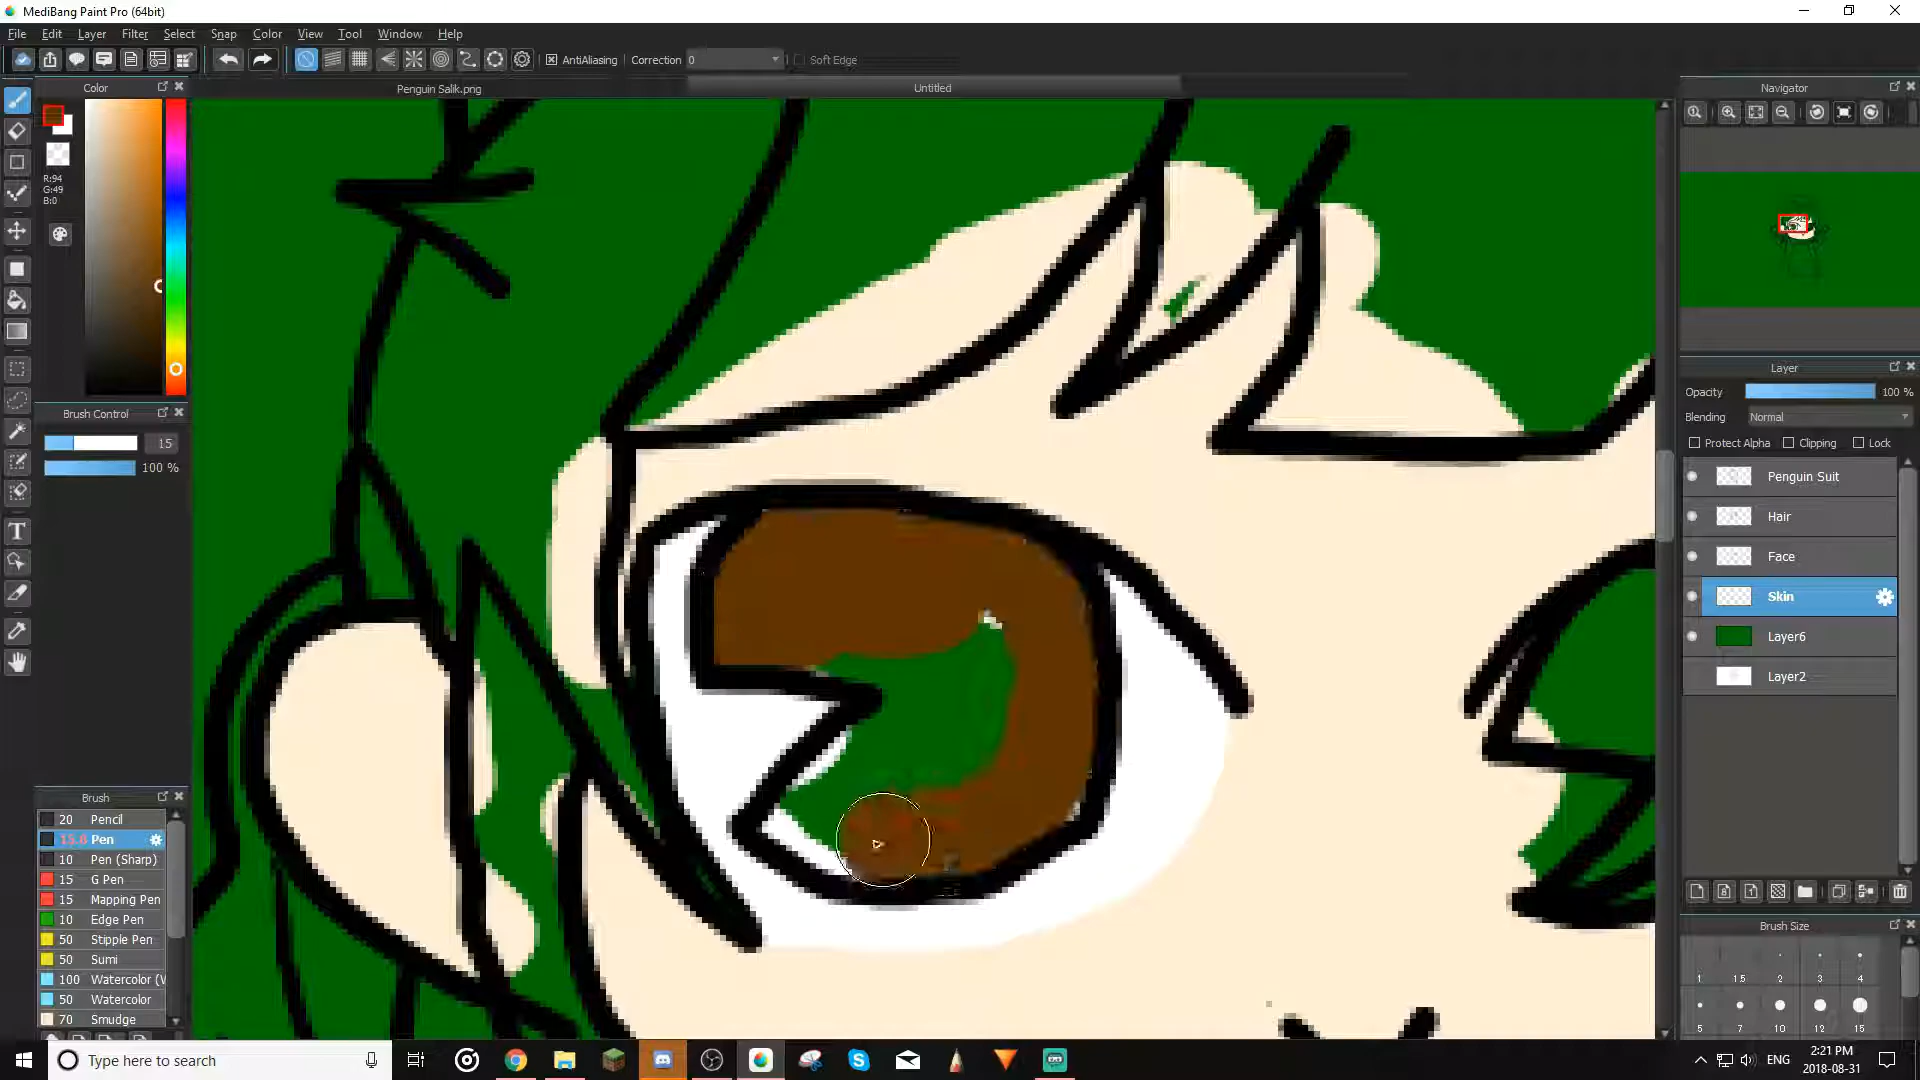 MediBang Paint Pro (64bit)
File Edit Layer Filter Select Snap Color View Tool Window Help
AntiAliasing Correction 0 Soft Edge
Color
Penguin Salik.png
Untitled
Navigator
R:94
G:49
B:0
Layer
Opacity 100 %
Blending Normal
Protect Alpha Clipping Lock
Brush Control
15
100 %
Penguin Suit
Hair
Face
Skin
Layer6
Layer2
Brush
20 Pencil
15.0 Pen
10 Pen (Sharp)
15 G Pen
15 Mapping Pen
10 Edge Pen
50 Stipple Pen
50 Sumi
100 Watercolor (W
50 Watercolor
70 Smudge
Brush Size
1 1.5 2 3 4
5 7 10 12 15
Type here to search
ENG
2:21 PM
2018-08-31